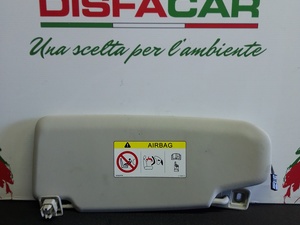 DISFACAR
Una scelta per l'ambiente
AIRBAG